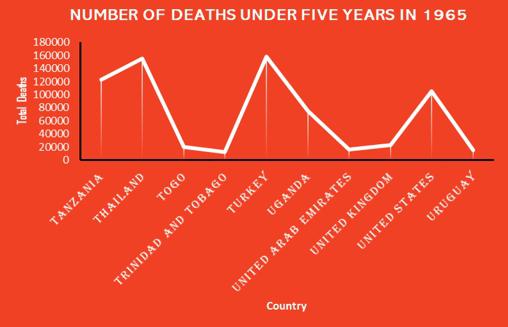 NUMBER OF DEATHS UNDER FIVE YEARS IN 1965
Total Deaths
180000
160000
140000
120000
100000
80000
60000
40000
20000
0
TANZANIA
THAILAND
TOGO
TRINIDAD AND TOBAGO
TURKEY
UGANDA
UNITED ARAB EMIRATES
UNITED KINGDOM
UNITED STATES
URUGUAY
Country